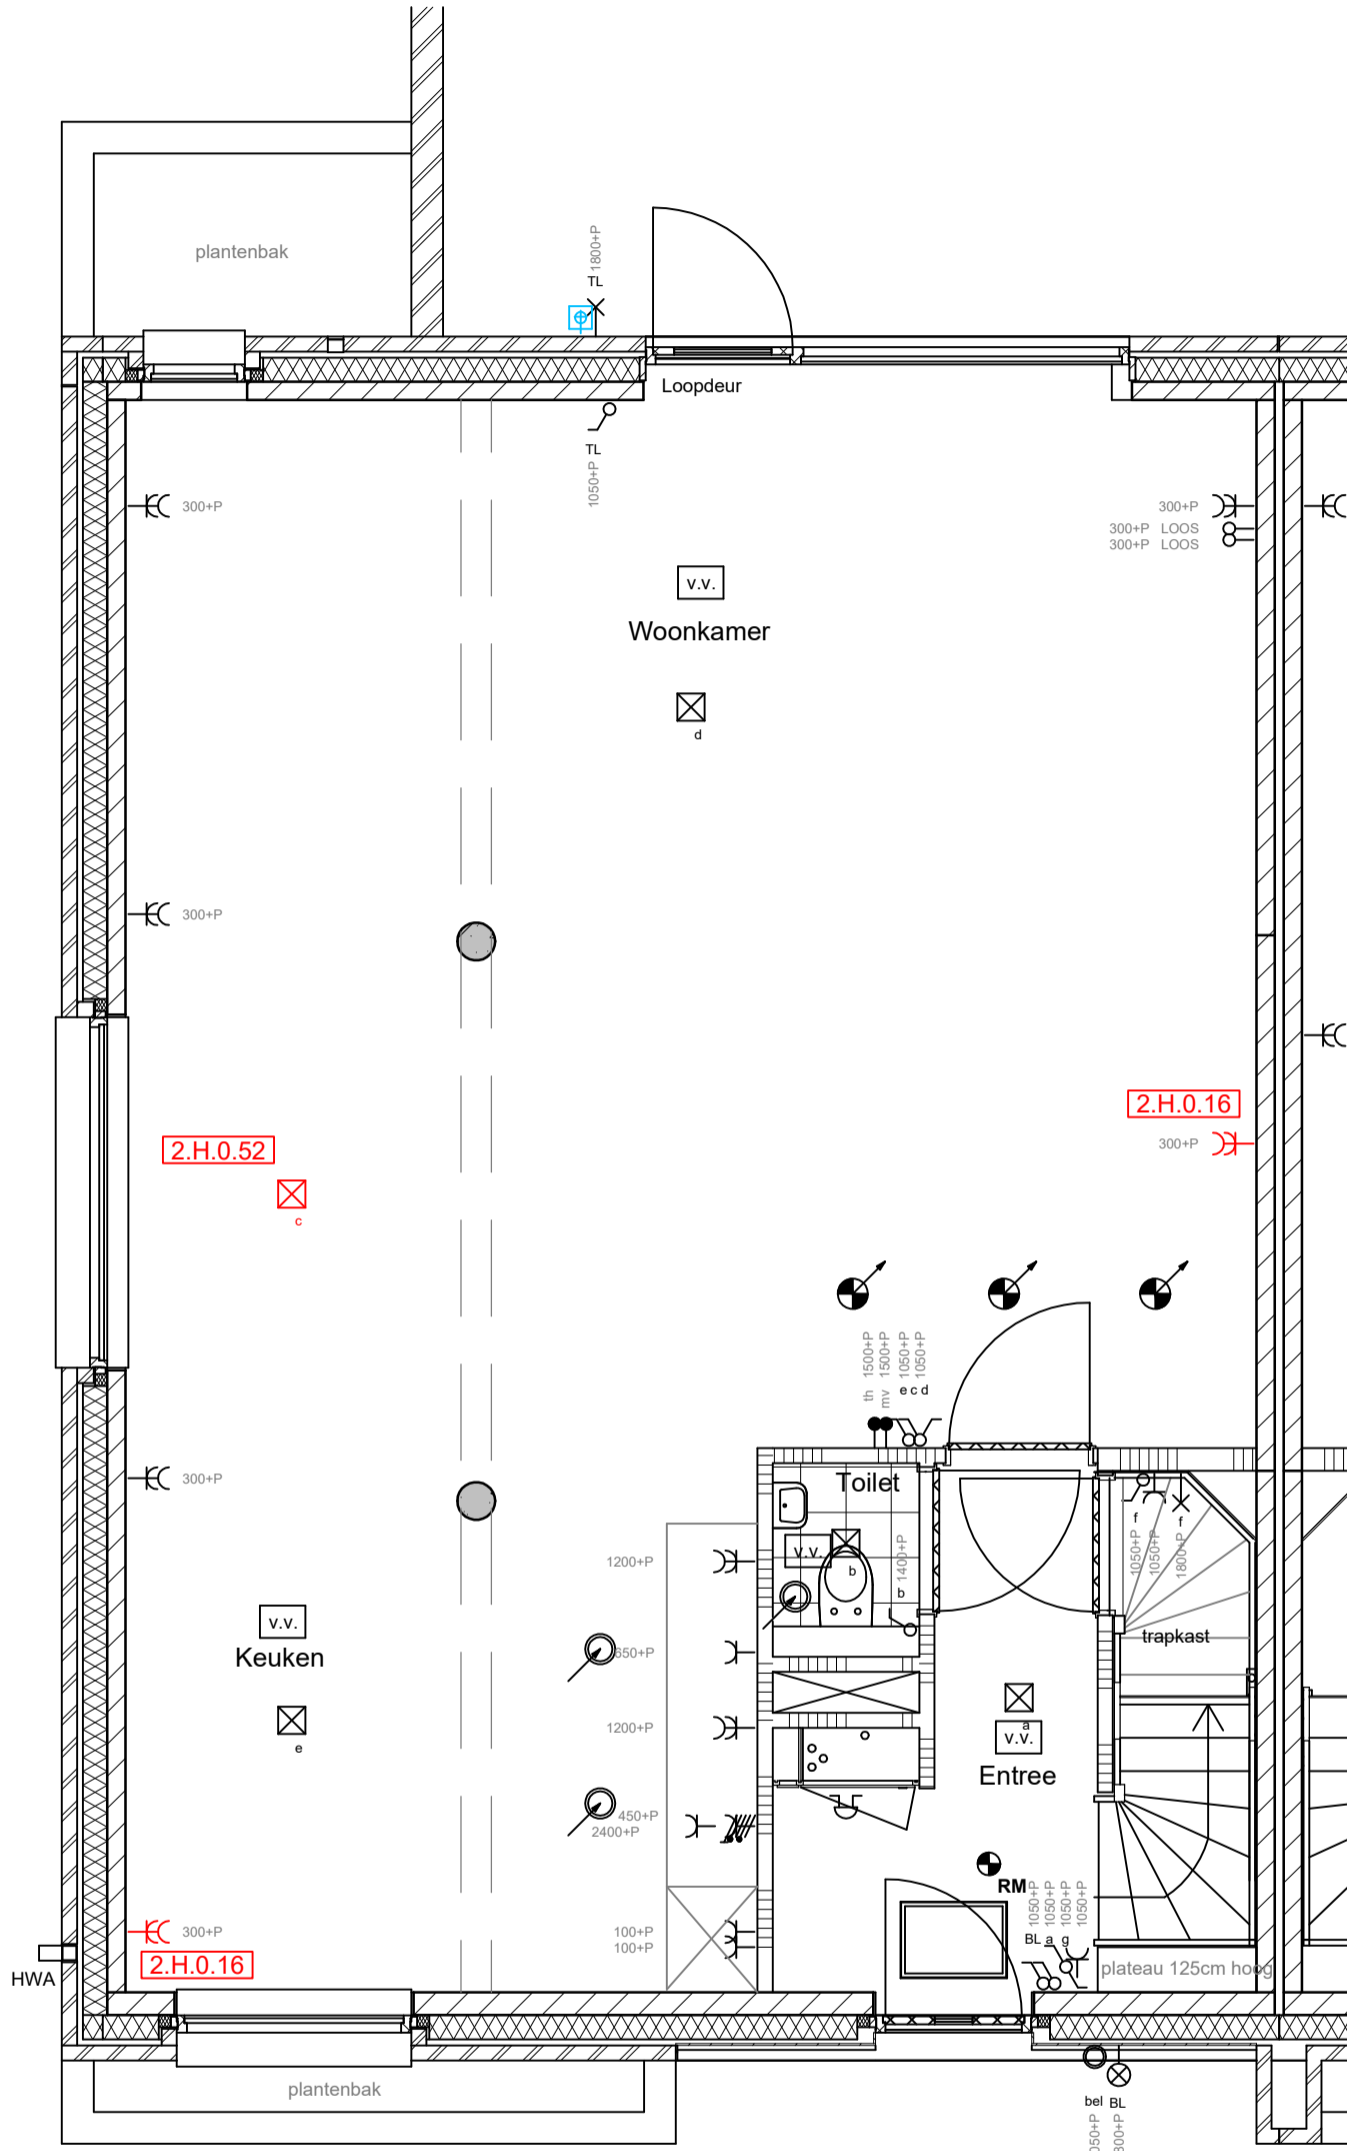 plantenbak
1800+P
TL
Loopdeur
TL
1050+P
300+P
300+P
300+P LOOS
300+P LOOS
v.v.
Woonkamer
d
300+P
2.H.0.16
300+P
2.H.0.52
c
th 1500+P
mv 1500+P
1050+P
1050+P
e c d
300+P
Toilet
v.v.
b
1400+P
b
f
1050+P
1050+P
f
1800+P
1200+P
trapkast
v.v.
Keuken
650+P
e
1200+P
a
v.v.
Entree
450+P
2400+P
RM
1050+P
1050+P
1050+P
1050+P
BL a g
300+P
100+P
100+P
2.H.0.16
HWA
plateau 125cm hoog
plantenbak
bel BL